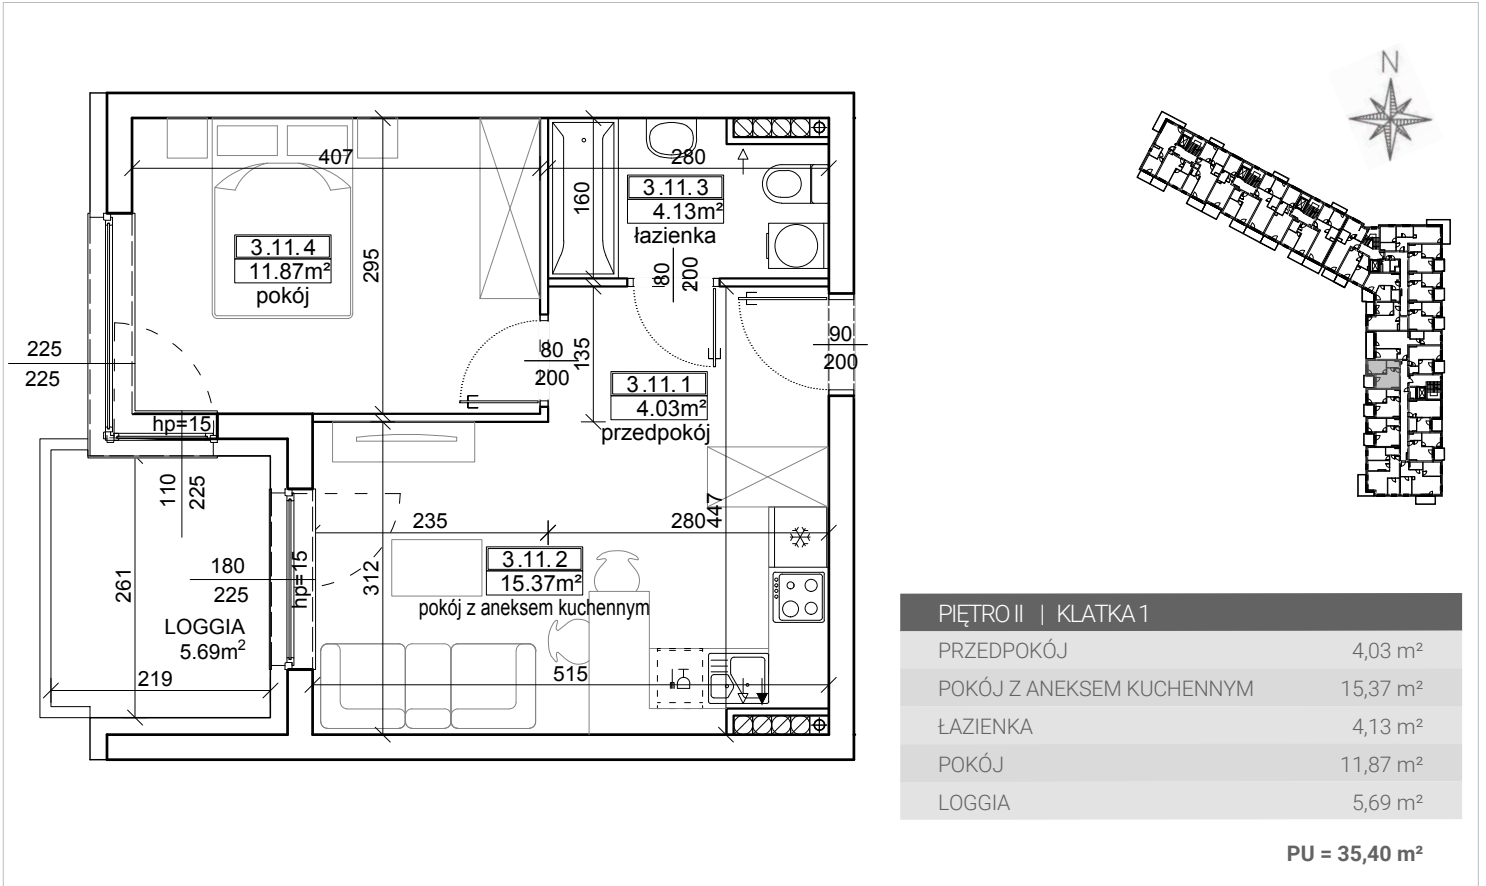 N
407
280
160
3.11.3
4.13m²
łazienka
3.11.4
11.87m²
pokój
295
80
200
225
225
90
200
80
200
135
3.11.1
4.03m²
przedpokój
hp=15
110
225
235
280
447
3.11.2
15.37m²
pokój z aneksem kuchennym
180
225
hp=15
312
261
LOGGIA
5.69m²
219
515
PIĘTRO II | KLATKA 1
PRZEDPOKÓJ 4,03 m²
POKÓJ Z ANEKSEM KUCHENNYM 15,37 m²
ŁAZIENKA 4,13 m²
POKÓJ 11,87 m²
LOGGIA 5,69 m²
PU = 35,40 m²